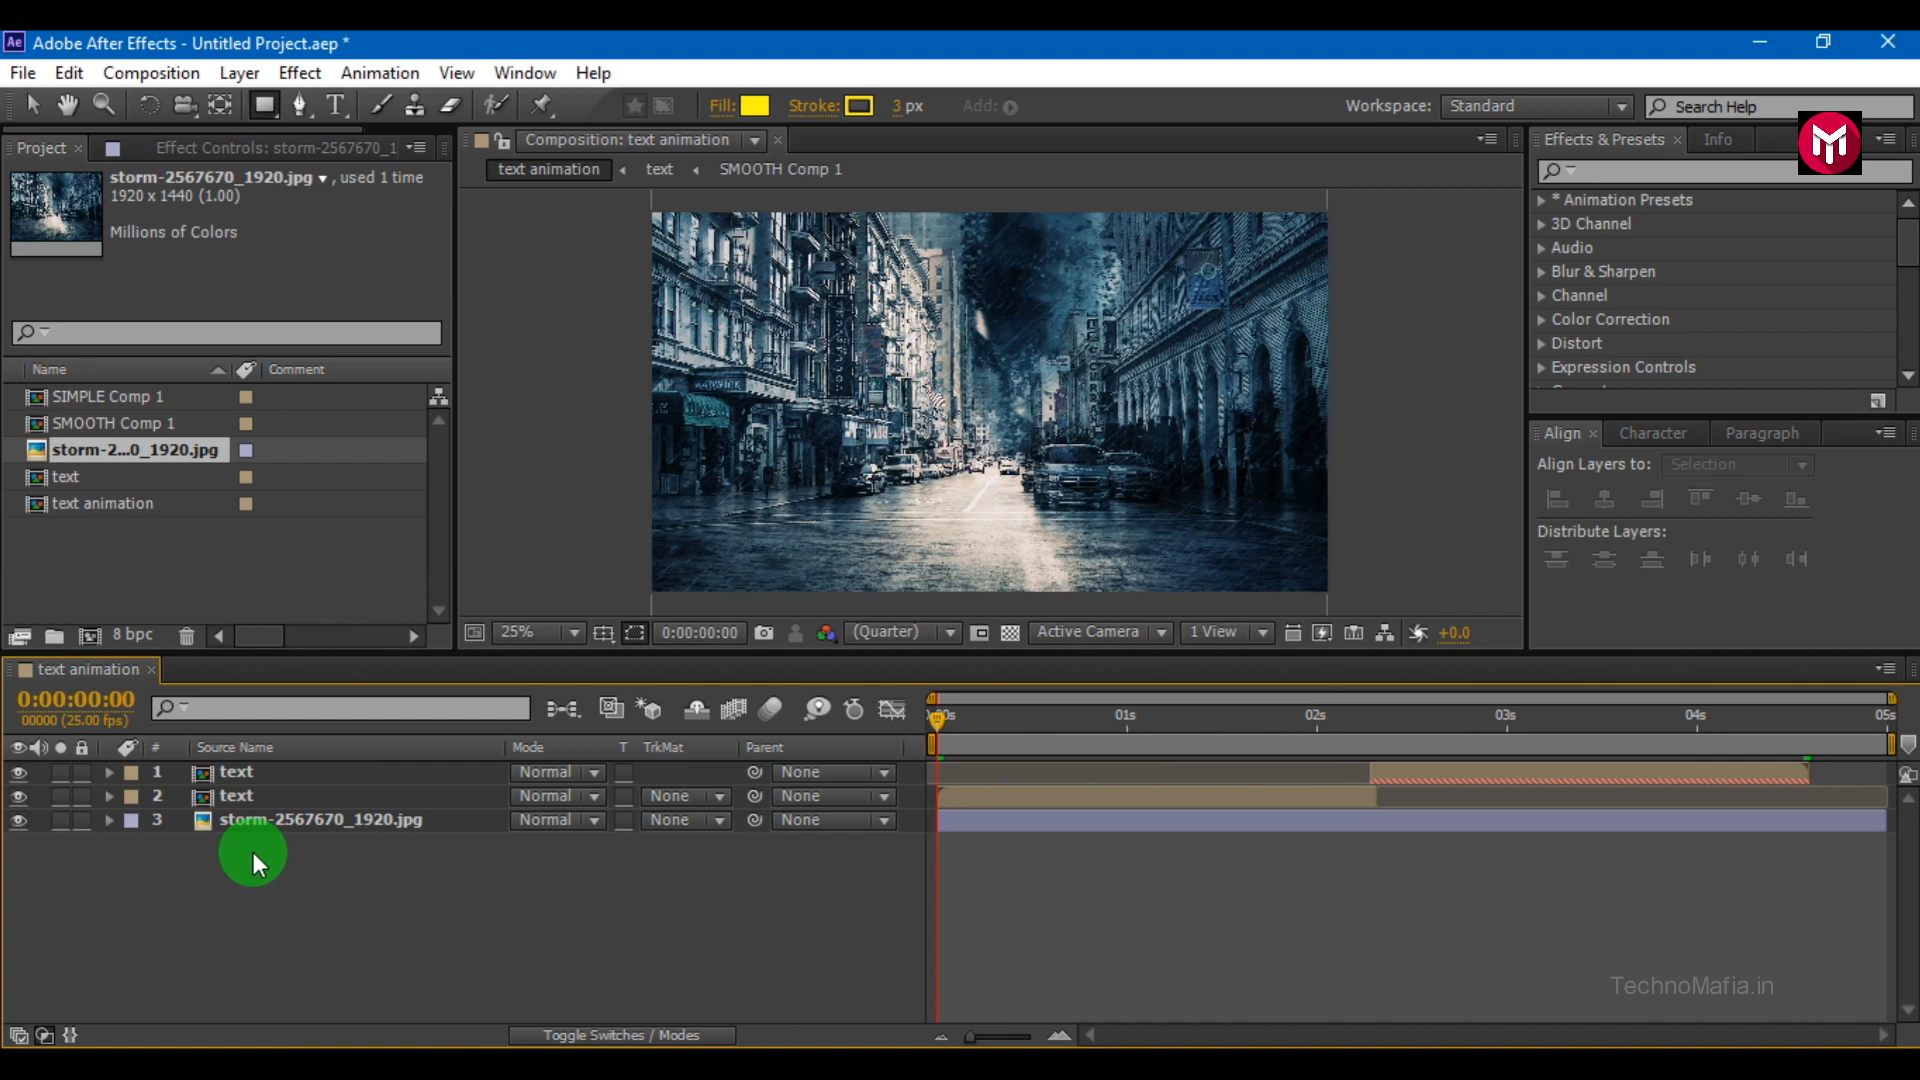 Ae Adobe After Effects - Untitled Project.aep *
File Edit Composition Layer Effect Animation View Window Help
T Fill: Stroke: 3 px Add: Workspace: Standard Search Help
Project Effect Controls: storm-2567670_1
storm-2567670_1920.jpg , used 1 time
1920 x 1440 (1.00)
Millions of Colors
Name Comment
SIMPLE Comp 1
SMOOTH Comp 1
storm-2...0_1920.jpg
text
text animation
8 bpc
Composition: text animation
text animation text SMOOTH Comp 1
25% 0:00:00:00 (Quarter) Active Camera 1 View +0.0
Effects & Presets Info
M
* Animation Presets
3D Channel
Audio
Blur & Sharpen
Channel
Color Correction
Distort
Expression Controls
Align Character Paragraph
Align Layers to: Selection
Distribute Layers:
text animation
0:00:00:00
00000 (25.00 fps)
# Source Name Mode T TrkMat Parent
1 text Normal None
2 text Normal None None
3 storm-2567670_1920.jpg Normal None None
01s 02s 03s 04s 05s
Toggle Switches / Modes
TechnoMafia.in